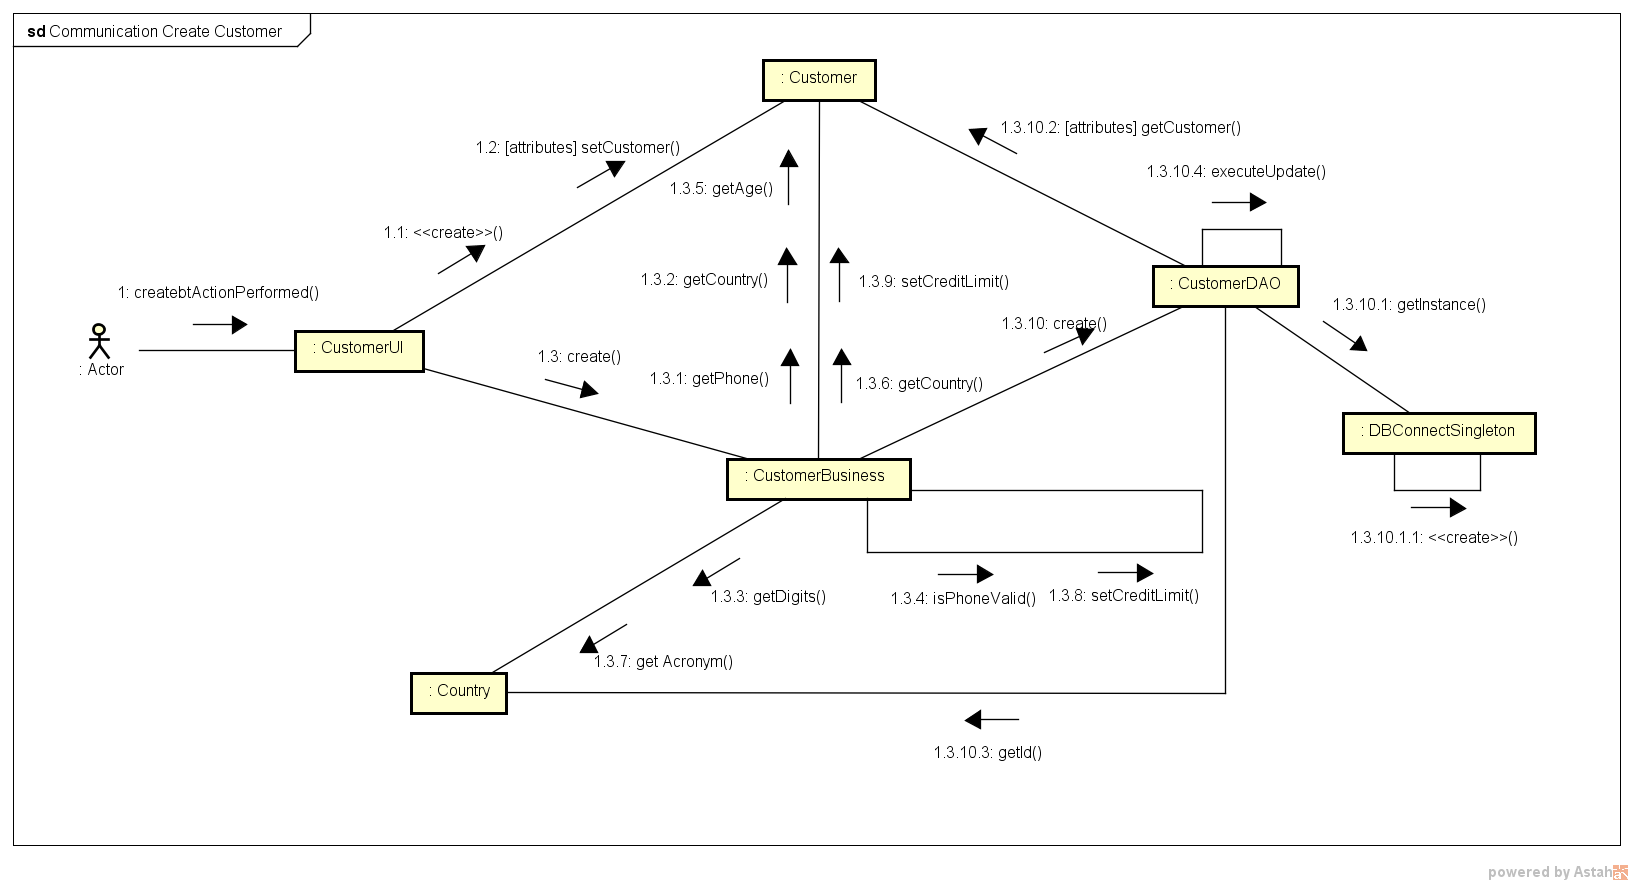 sd Communication Create Customer
: Customer
1.3.10.2: [attributes] getCustomer()
1.2: [attributes] setCustomer()
1.3.10.4: executeUpdate()
1.3.5: getAge()
1.1: <<create>>()
1.3.2: getCountry()
1.3.9: setCreditLimit()
: CustomerDAO
1: createbtActionPerformed()
1.3.10.1: getInstance()
1.3.10: create()
: CustomerUI
: Actor
1.3: create()
1.3.1: getPhone()
1.3.6: getCountry()
: DBConnectSingleton
: CustomerBusiness
1.3.10.1.1: <<create>>()
1.3.3: getDigits()
1.3.4: isPhoneValid()
1.3.8: setCreditLimit()
1.3.7: get Acronym()
: Country
1.3.10.3: getId()
powered by Astah